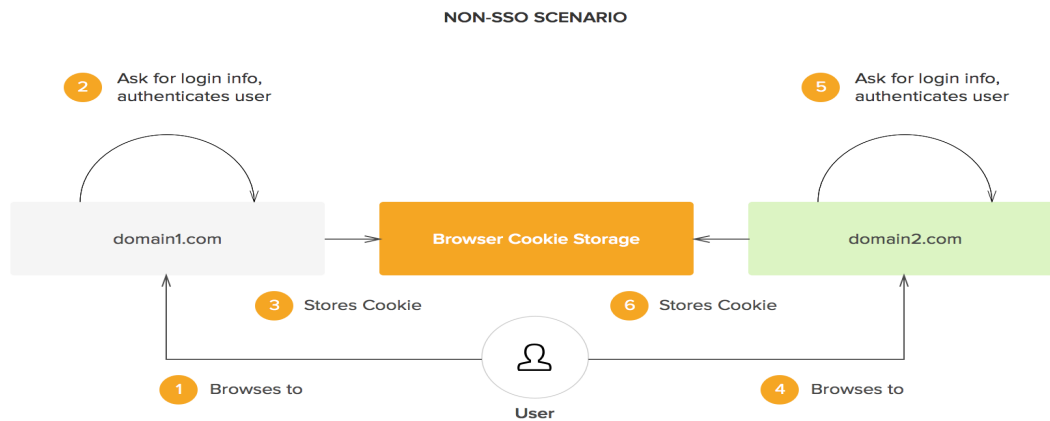 NON-SSO SCENARIO
2 Ask for login info,
authenticates user
5 Ask for login info,
authenticates user
domain1.com
Browser Cookie Storage
domain2.com
3 Stores Cookie
6 Stores Cookie
1 Browses to
4 Browses to
User